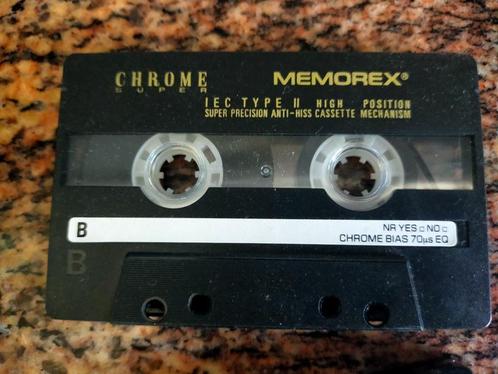 CHROME
SUPER
MEMOREX®
IEC TYPE II HIGH POSITION
SUPER PRECISION ANTI-HISS CASSETTE MECHANISM
B
NR YES □ NO □
CHROME BIAS 70µs EQ
B